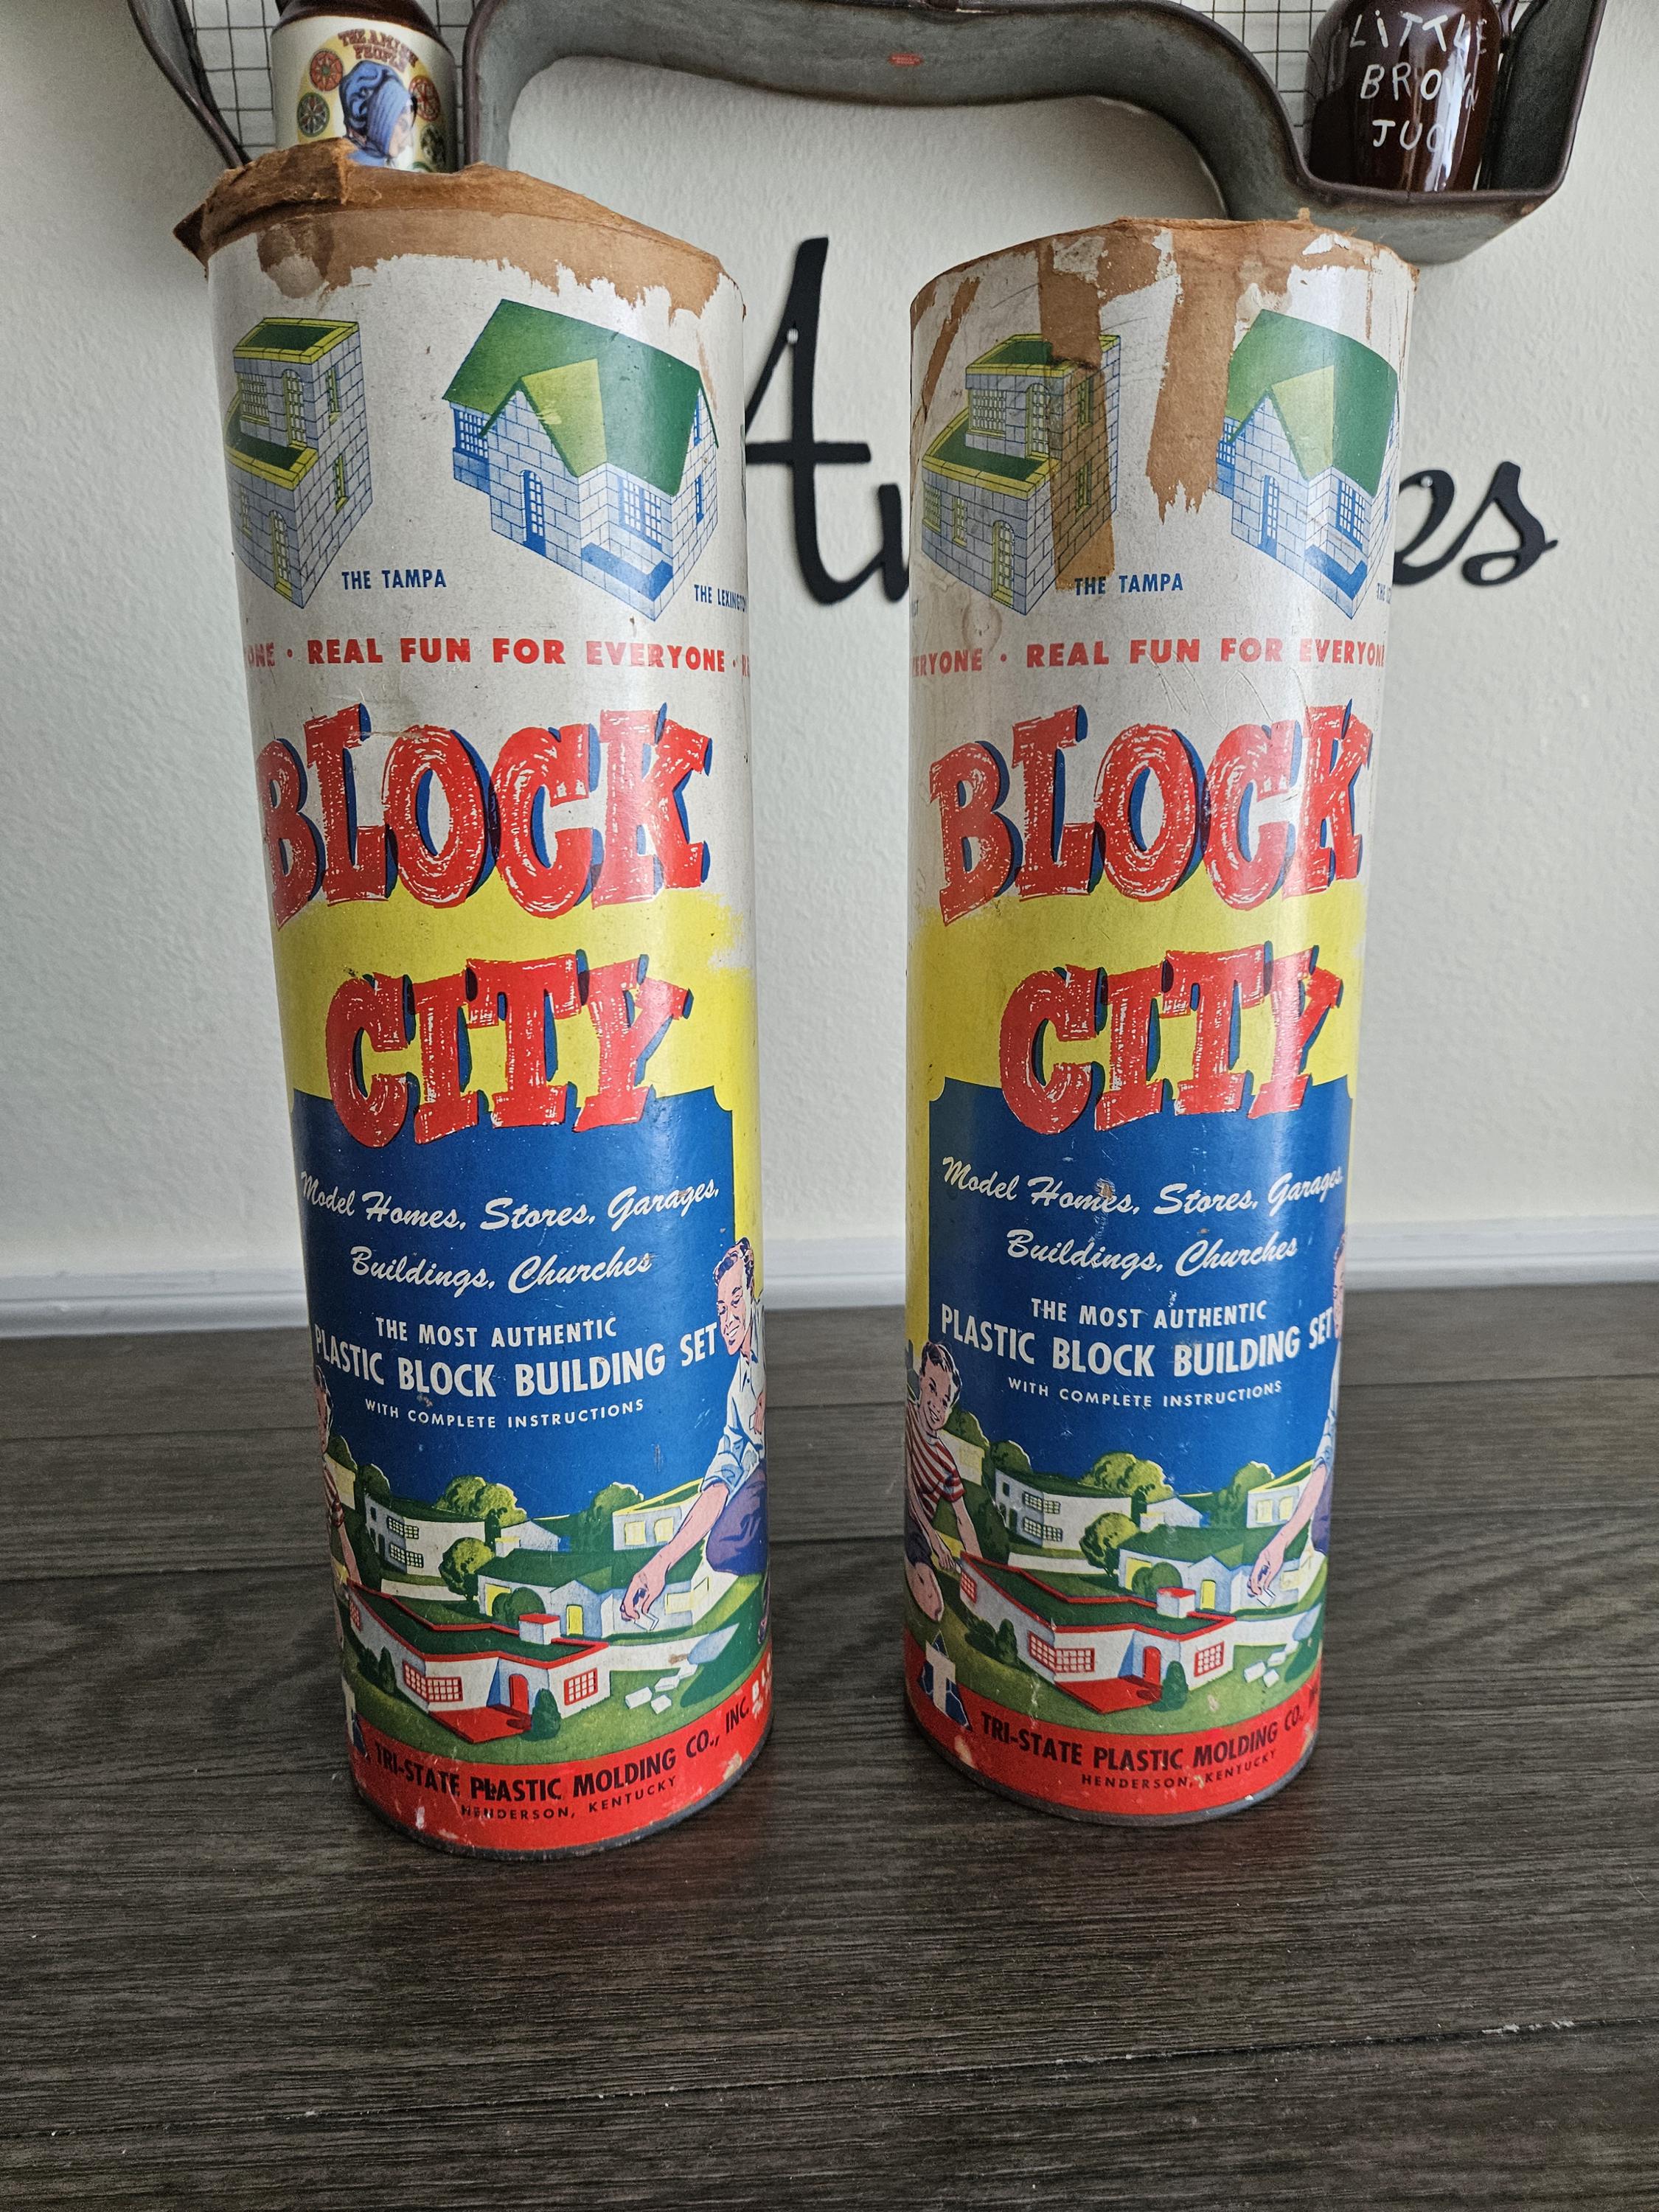 THE AMISH
PEOPLE
LITTLE
BROWN
JUG
THE TAMPA
THE LEXINGTON
REAL FUN FOR EVERYONE
BLOCK
CITY
Model Homes, Stores, Garages,
Buildings, Churches
THE MOST AUTHENTIC
PLASTIC BLOCK BUILDING SET
WITH COMPLETE INSTRUCTIONS
T
TRI-STATE PLASTIC MOLDING CO., INC.
HENDERSON, KENTUCKY
THE TAMPA
THE
ERYONE • REAL FUN FOR EVERYONE
BLOCK
CITY
Model Homes, Stores, Garages,
Buildings, Churches
THE MOST AUTHENTIC
PLASTIC BLOCK BUILDING SET
WITH COMPLETE INSTRUCTIONS
T
TRI-STATE PLASTIC MOLDING CO.,
HENDERSON, KENTUCKY
es